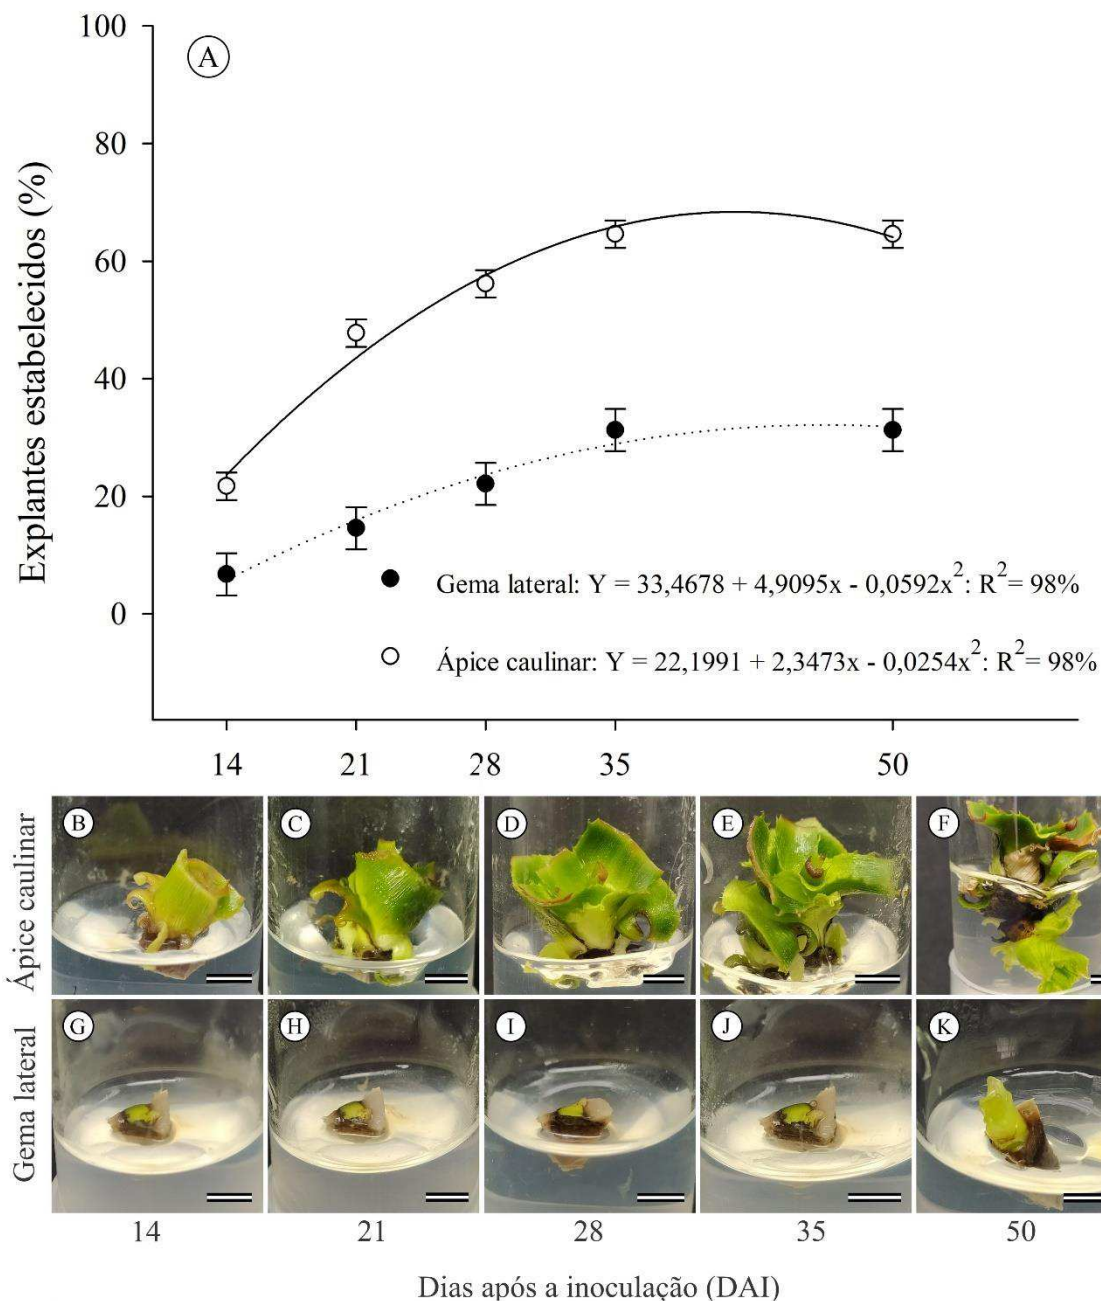 100
80
60
40
20
0
Explantes estabelecidos (%)
A
Gema lateral: Y = 33,4678 + 4,9095x - 0,0592x²: R²= 98%
Ápice caulinar: Y = 22,1991 + 2,3473x - 0,0254x²: R²= 98%
14 21 28 35 50
Ápice caulinar
B C D E F
Gema lateral
G H I J K
14 21 28 35 50
Dias após a inoculação (DAI)